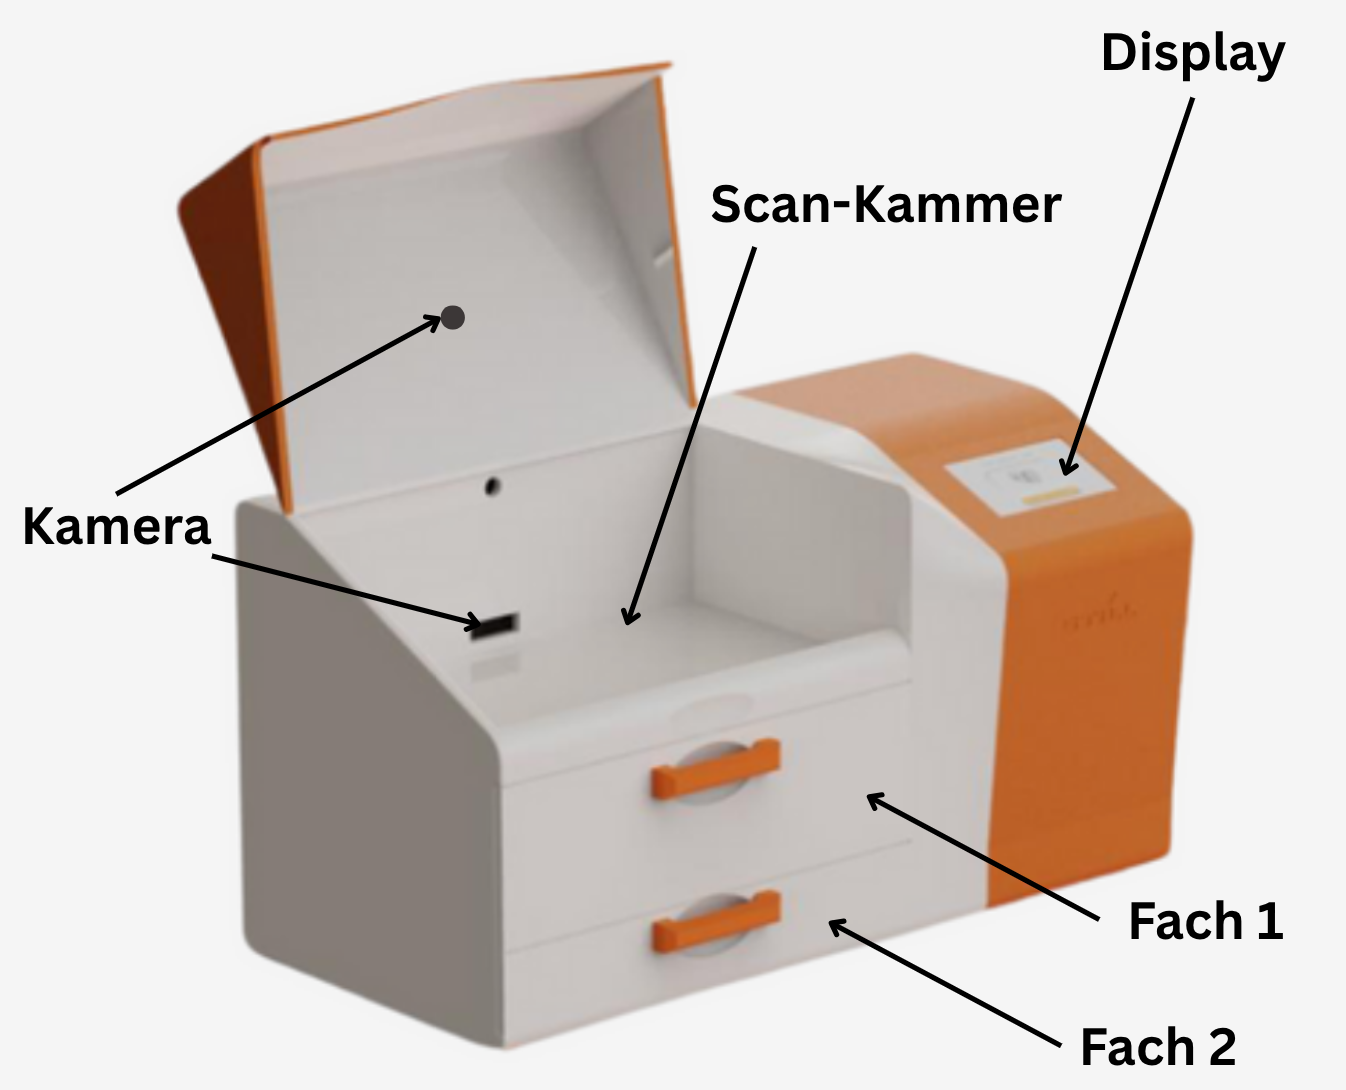 Display
Scan-Kammer
Kamera
Fach 1
Fach 2